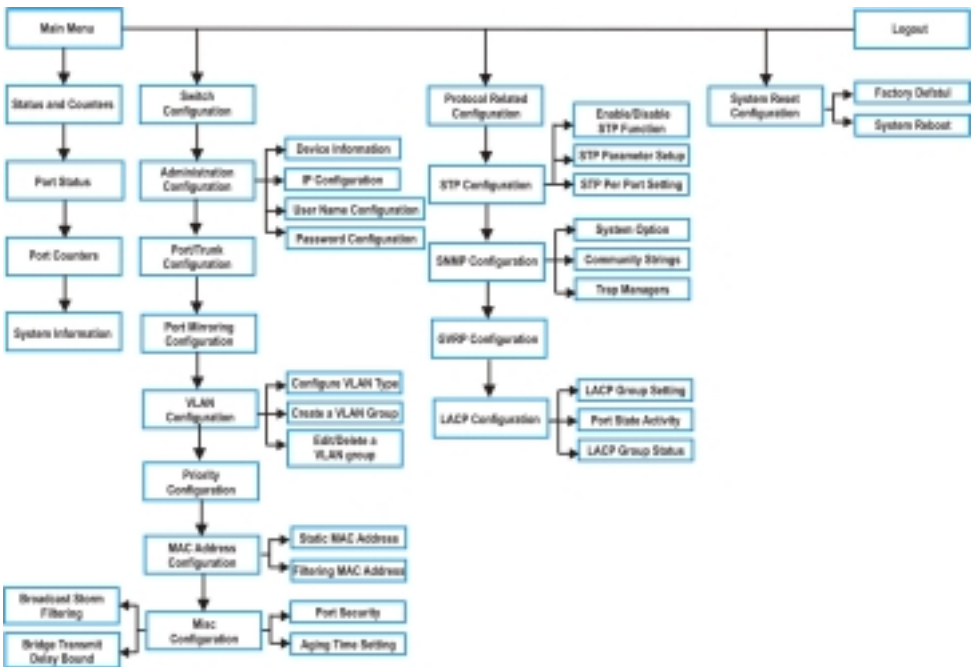 Main Menu
Logout
Status and Counters
Port Status
Port Counters
System Information
Switch
Configuration
Administration
Configuration
Device Information
IP Configuration
User Name Configuration
Password Configuration
Port/Trunk
Configuration
Port Mirroring
Configuration
VLAN
Configuration
Configure VLAN Type
Create a VLAN Group
Edit/Delete a
VLAN group
Priority
Configuration
MAC Address
Configuration
Static MAC Address
Filtering MAC Address
Misc
Configuration
Broadcast Storm
Filtering
Bridge Transmit
Delay Bound
Port Security
Aging Time Setting
Protocal Related
Configuration
STP Configuration
Enable/Disable
STP Function
STP Parameter Setup
STP Per Port Setting
SNMP Configuration
System Option
Community Strings
Trap Managers
GVRP Configuration
LACP Configuration
LACP Group Setting
Port State Activity
LACP Group Status
System Reset
Configuration
Factory Defatul
System Reboot